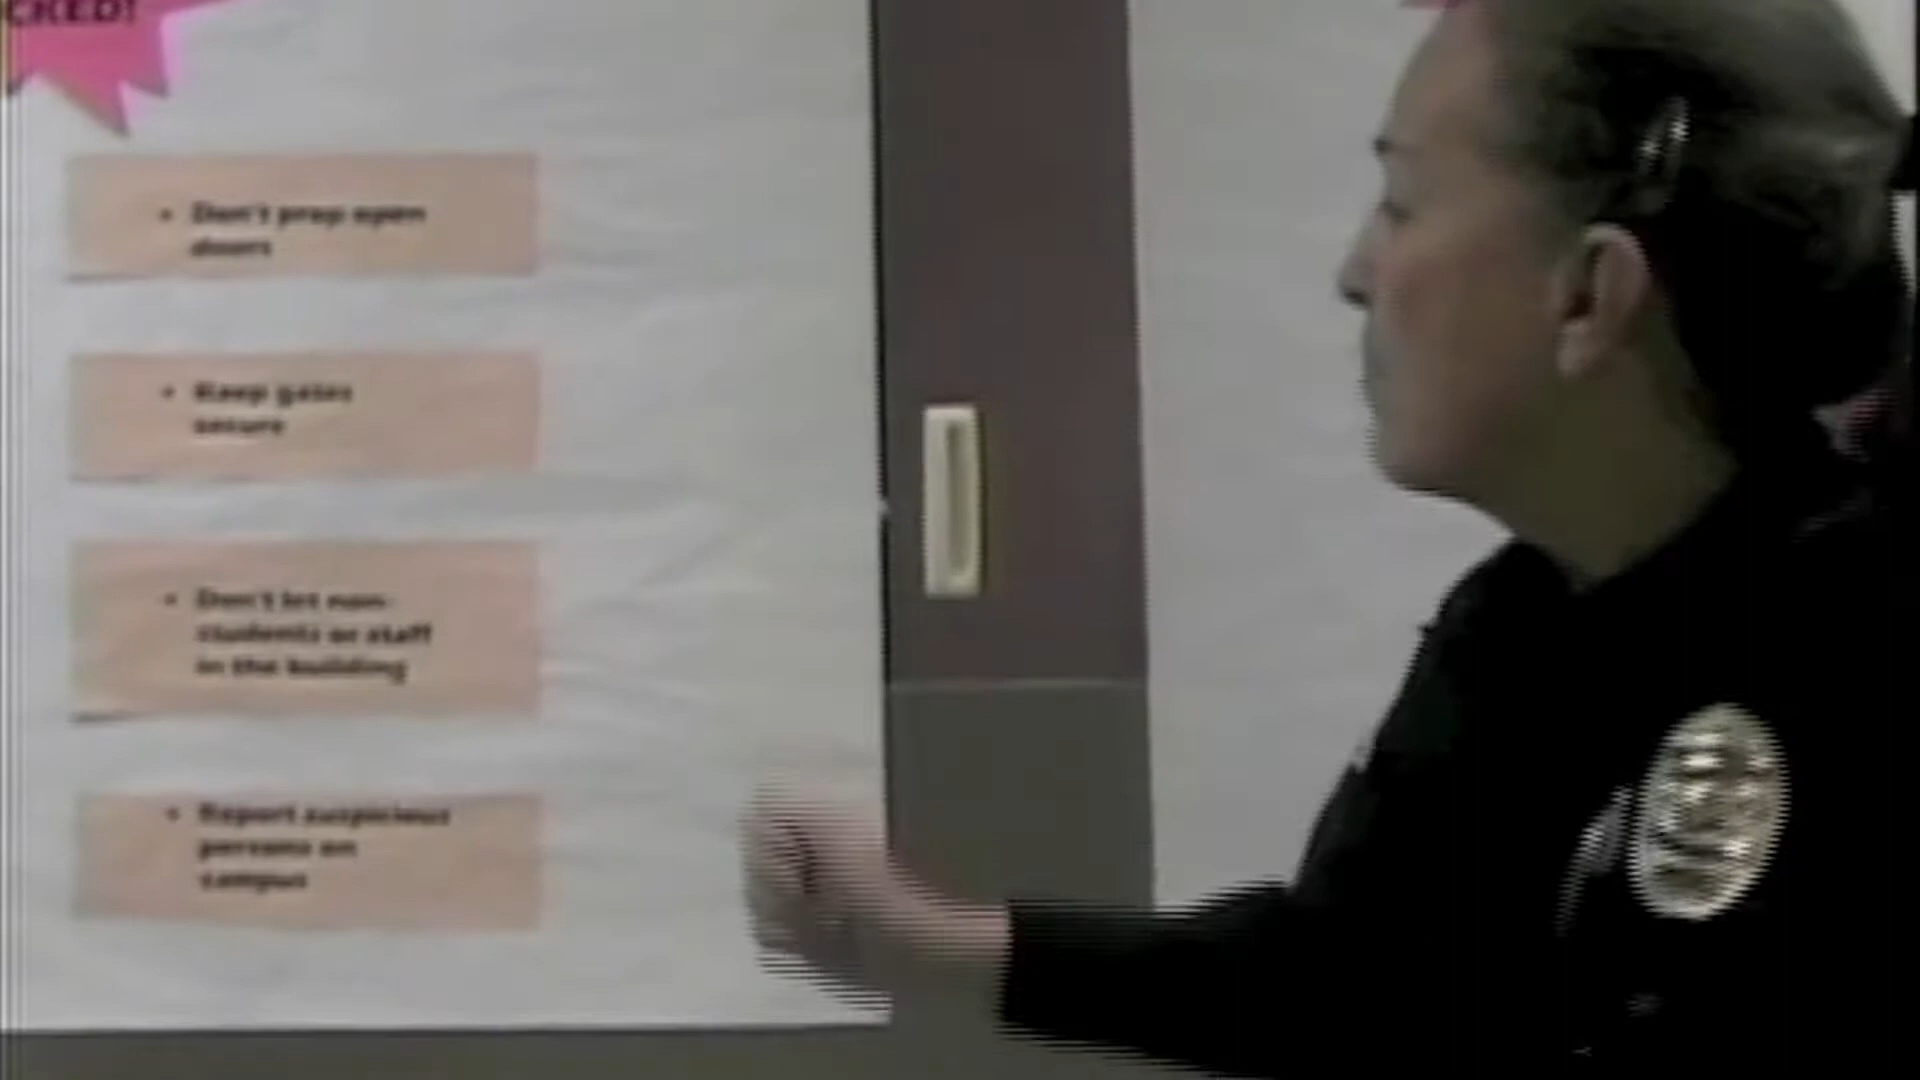 CKED!
• Don't prop open
doors
• Keep gates
secure
• Don't let non-
students or staff
in the building
• Report suspicious
persons on
campus